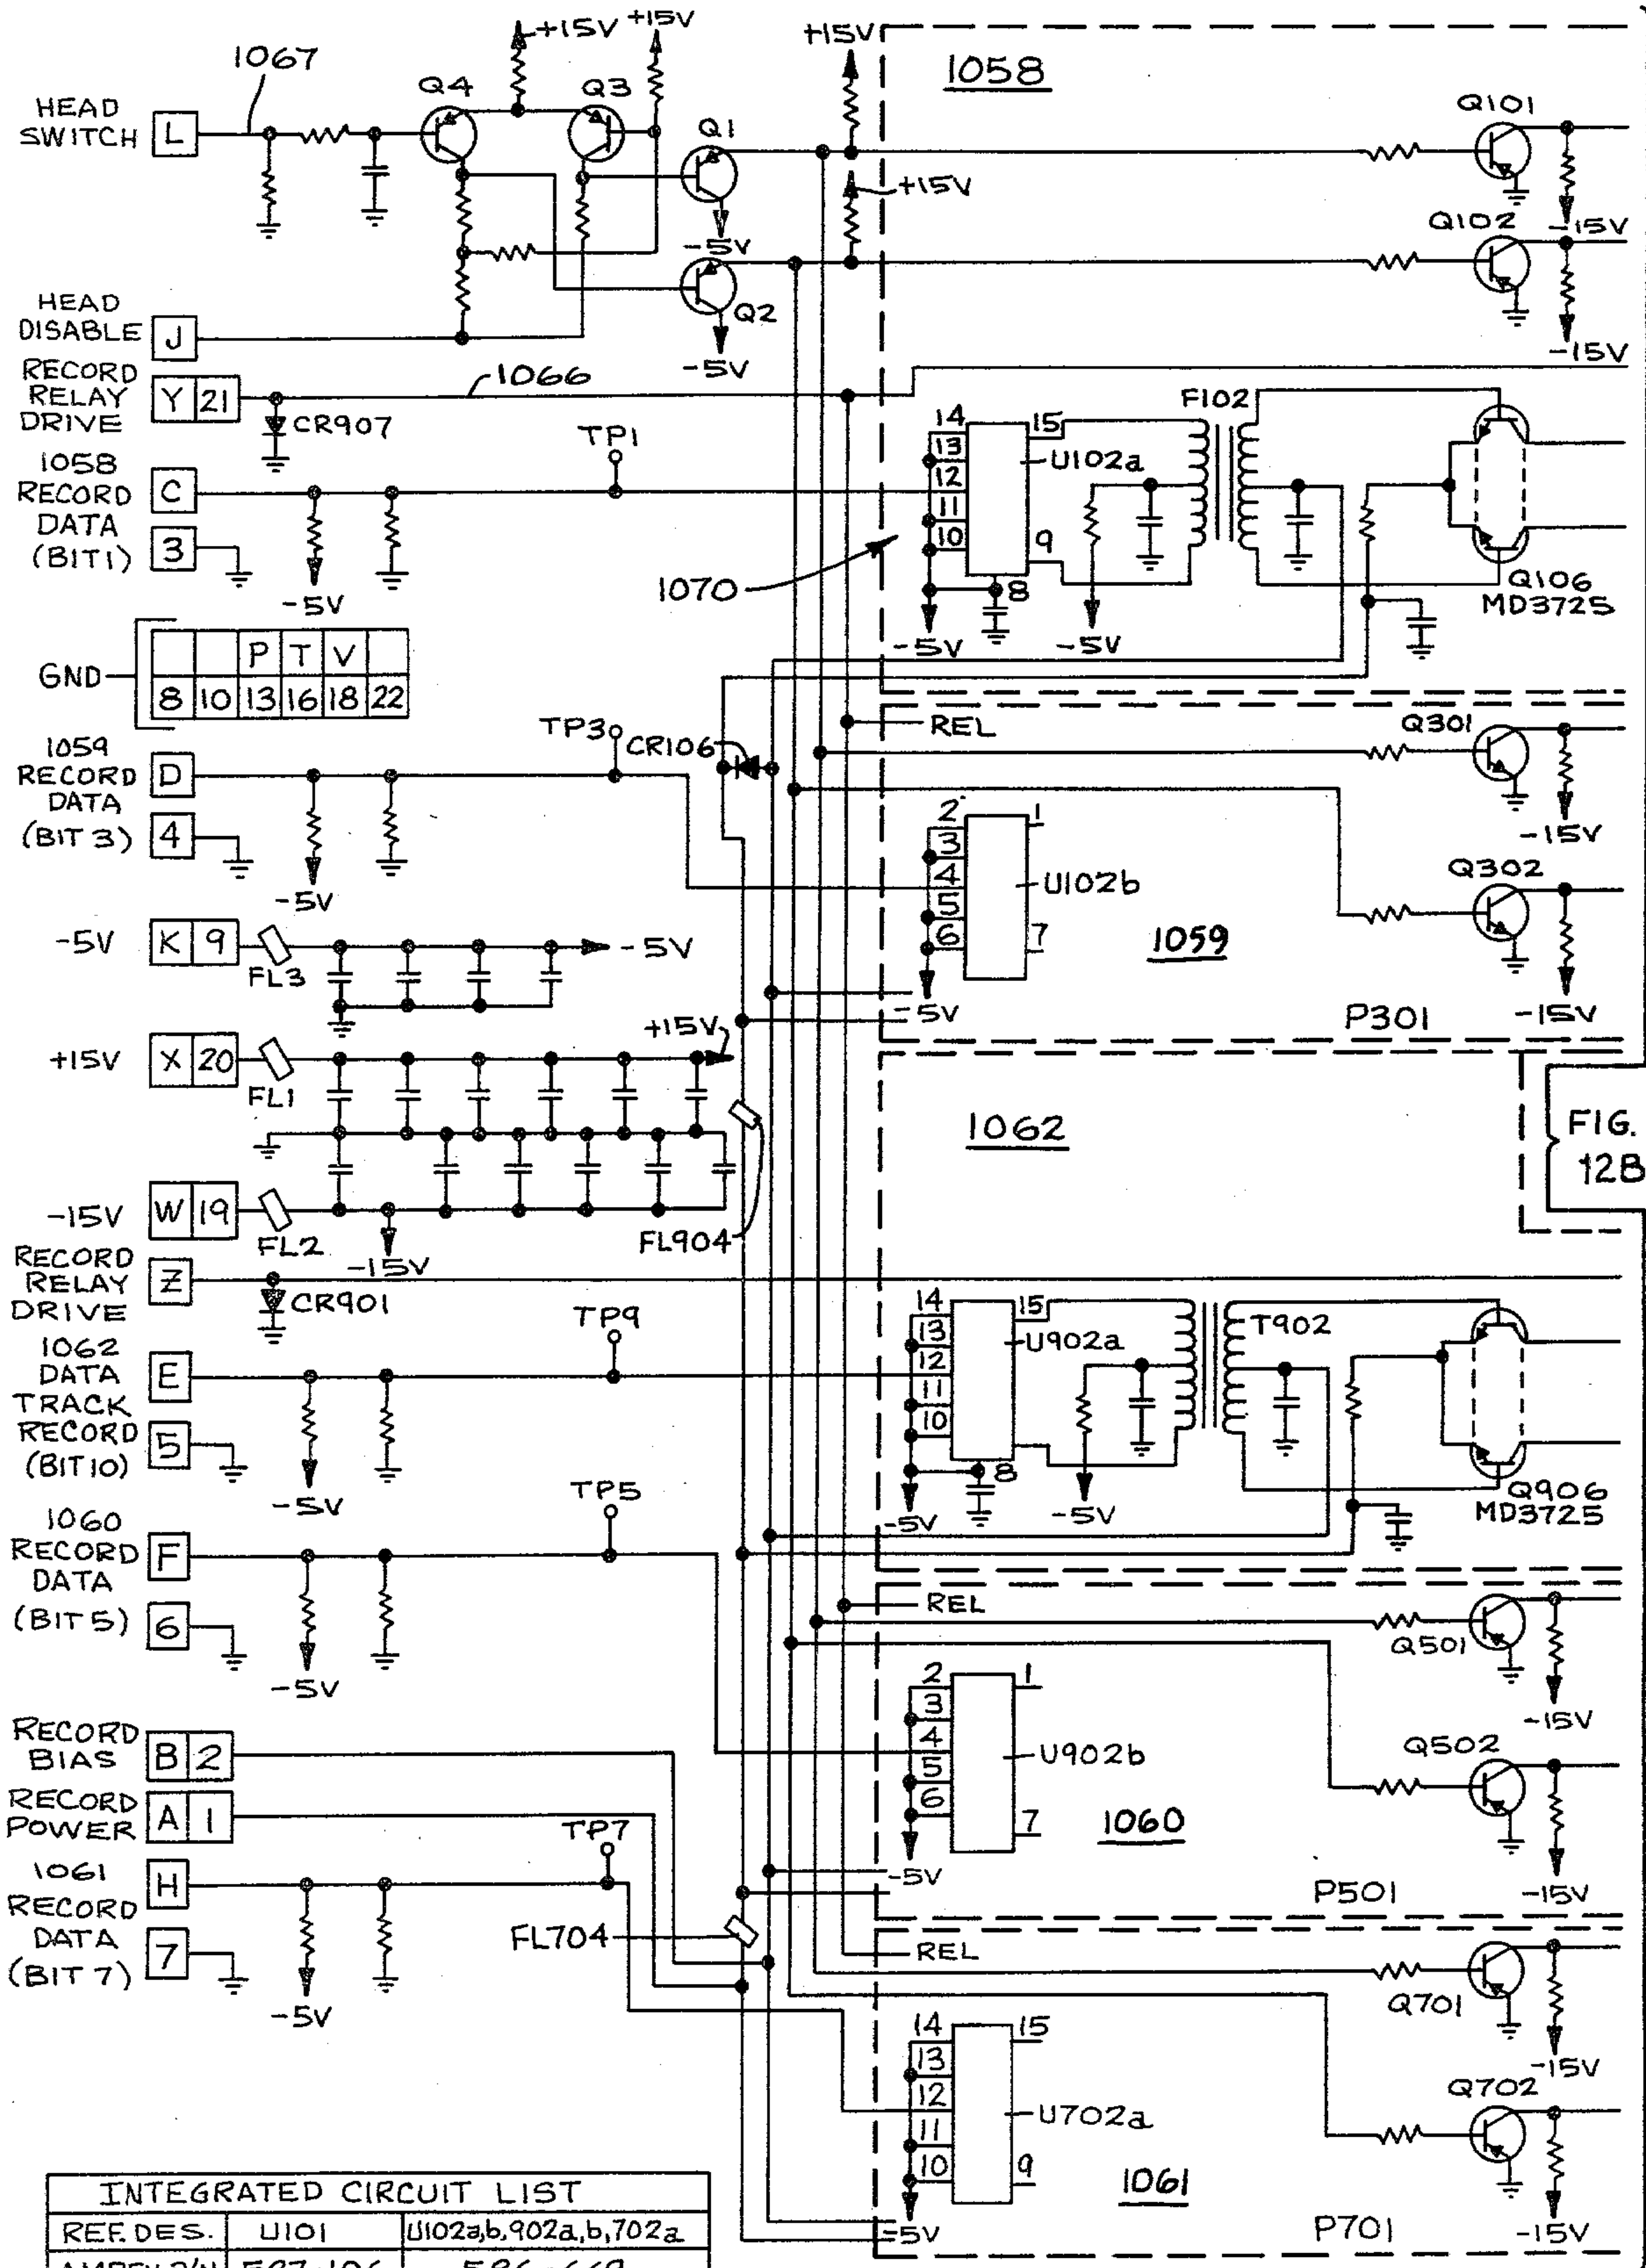 1067
HEAD
SWITCH
L
Q4
+15V
+15V
Q3
Q1
-5V
+15V
+15V
1058
Q101
-15V
Q102
-15V
Q2
-5V
HEAD
DISABLE
J
RECORD
RELAY
DRIVE
Y 21
1066
CR907
1058
RECORD
DATA
(BIT1)
C
3
TP1
-5V
1070
14
13
12
11
10
15
9
8
U102a
-5V
-5V
F102
Q106
MD3725
GND
P T V
8 10 13 16 18 22
1059
RECORD
DATA
(BIT 3)
D
4
TP3
CR106
-5V
REL
Q301
-15V
Q302
-15V
2
3
4
5
6
1
7
U102b
-5V
1059
P301
-5V
K 9
FL3
-5V
+15V
X 20
FL1
+15V
-15V
W 19
FL2
-15V
FL904
1062
FIG.
12B
RECORD
RELAY
DRIVE
Z
CR901
1062
DATA
TRACK
RECORD
(BIT10)
E
5
TP9
-5V
14
13
12
11
10
15
8
U902a
-5V
-5V
T902
Q906
MD3725
1060
RECORD
DATA
(BIT 5)
F
6
TP5
-5V
REL
Q501
-15V
Q502
-15V
2
3
4
5
6
1
7
U902b
-5V
1060
P501
RECORD
BIAS
B 2
RECORD
POWER
A 1
1061
RECORD
DATA
(BIT 7)
H
7
TP7
FL704
-5V
REL
Q701
-15V
Q702
-15V
14
13
12
11
10
15
9
U702a
-5V
1061
P701
INTEGRATED CIRCUIT LIST
REF. DES. U101 U102a,b,902a,b,702a